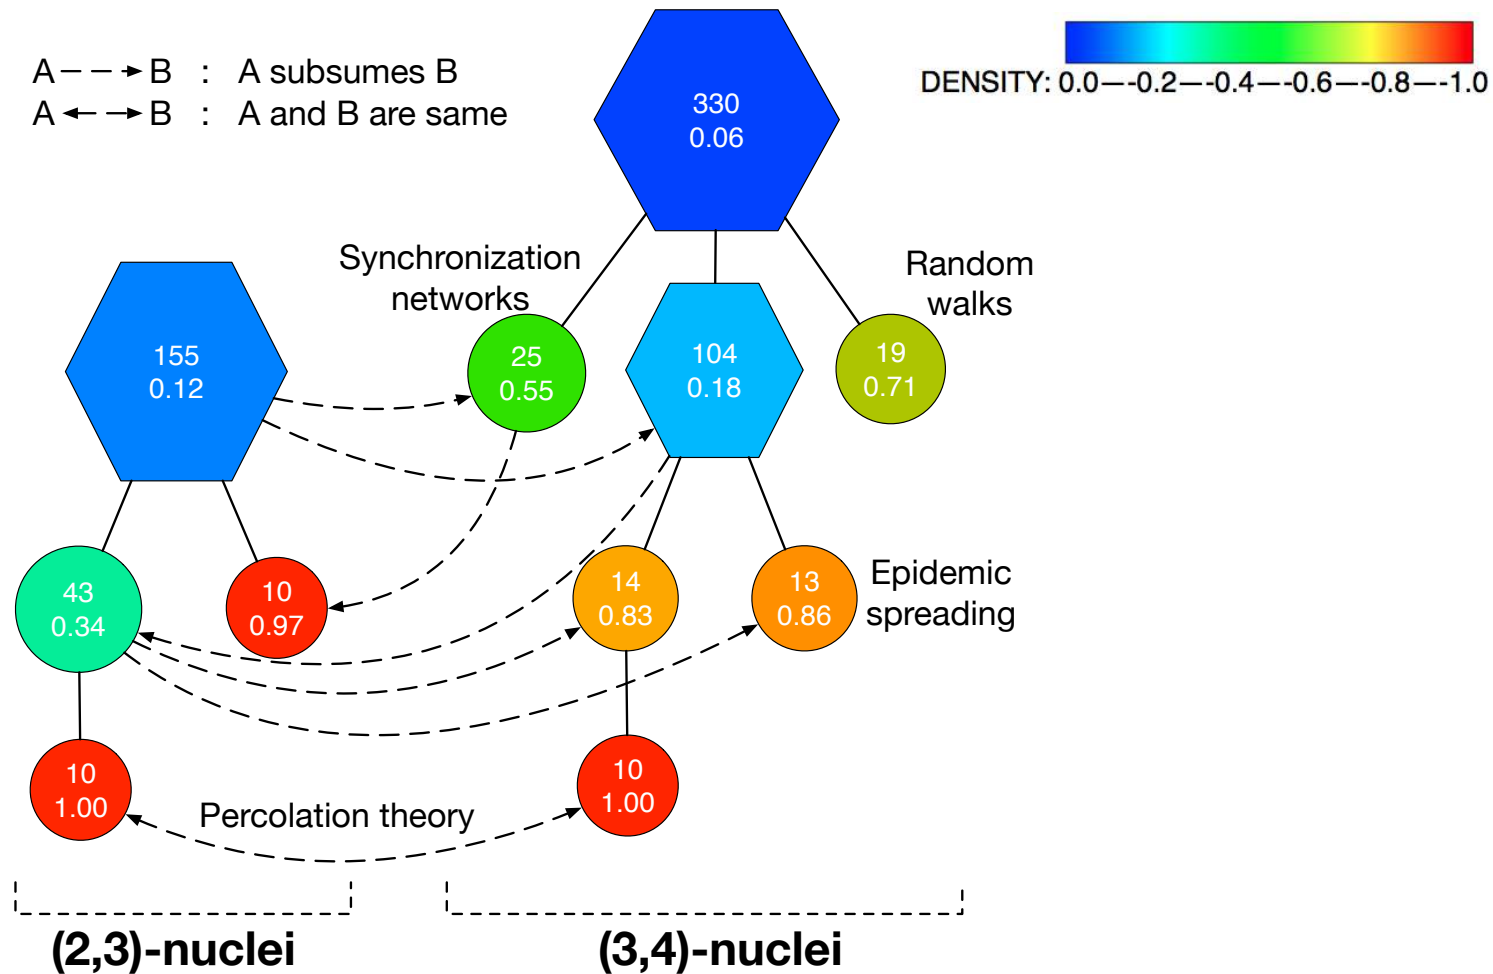 A - - -> B : A subsumes B
A <- -> B : A and B are same
DENSITY: 0.0—-0.2—-0.4—-0.6—-0.8—-1.0
330
0.06
Synchronization
networks
Random
walks
155
0.12
25
0.55
104
0.18
19
0.71
43
0.34
10
0.97
14
0.83
13
0.86
Epidemic
spreading
10
1.00
Percolation theory
10
1.00
(2,3)-nuclei
(3,4)-nuclei